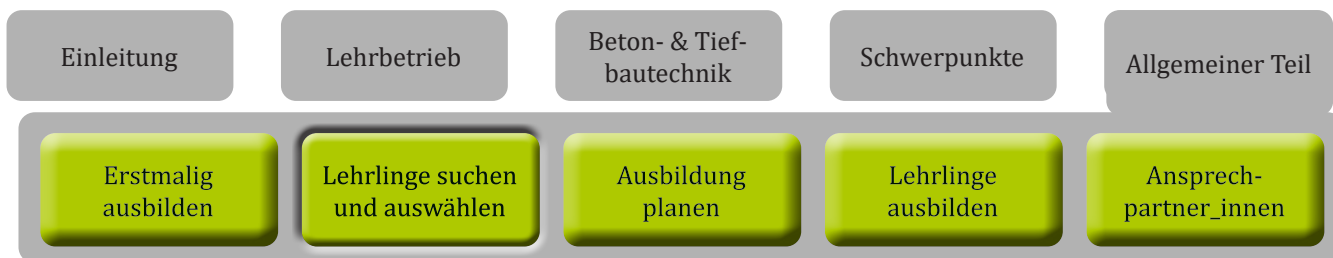 Einleitung
Lehrbetrieb
Beton- & Tief-
bautechnik
Schwerpunkte
Allgemeiner Teil
Erstmalig
ausbilden
Lehrlinge suchen
und auswählen
Ausbildung
planen
Lehrlinge
ausbilden
Ansprech-
partner_innen